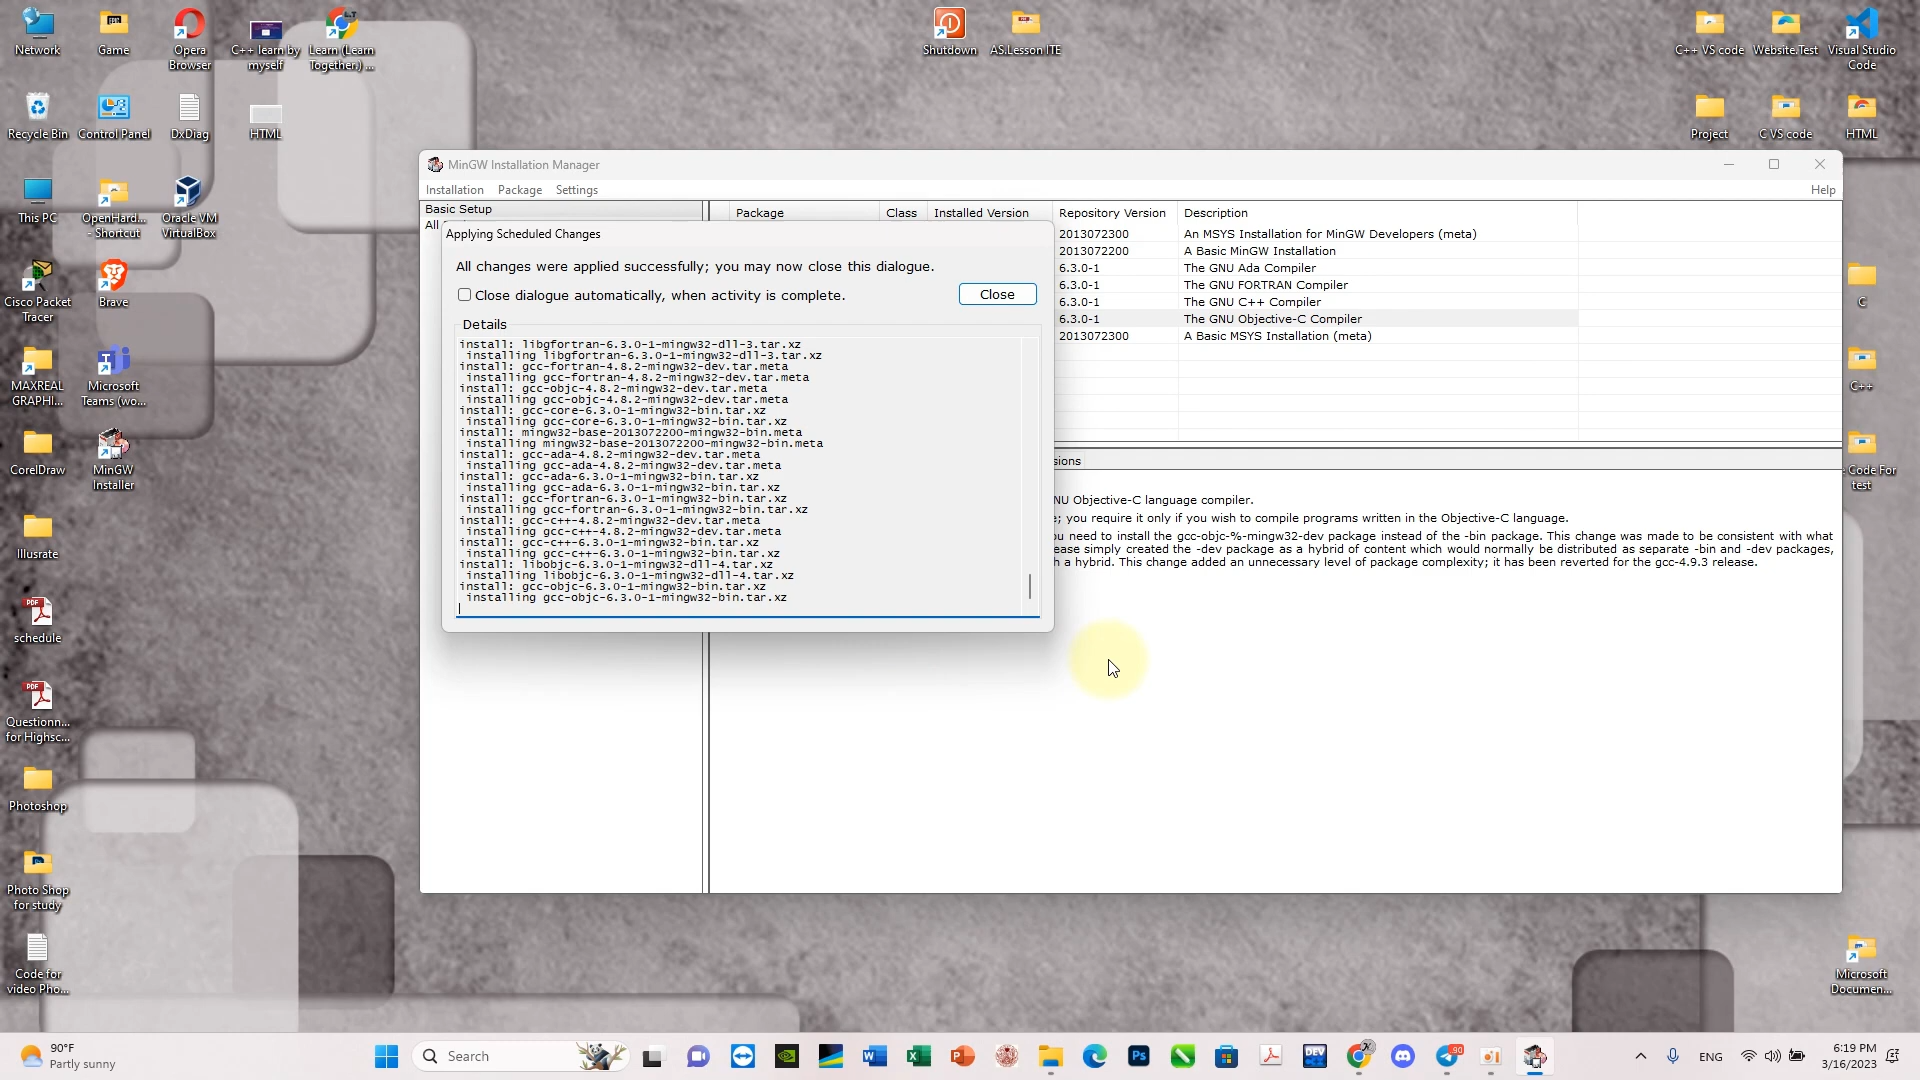 Network
Game
Opera
Browser
C++ learn by
myself
Learn (Learn
Together.) ...
Shutdown
AS.Lesson ITE
C++ VS code
Website.Test
Visual Studio
Code
Recycle Bin
Control Panel
DxDiag
HTML
Project
C VS code
HTML
This PC
OpenHard...
- Shortcut
Oracle VM
VirtualBox
Cisco Packet
Tracer
Brave
C
MAXREAL
GRAPHI...
Microsoft
Teams (wo...
C++
CorelDraw
MinGW
Installer
Code For
test
Illusrate
schedule
Questionn...
for Highsc...
Photoshop
Photo Shop
for study
Code for
video Pho...
Microsoft
Documen...
MinGW Installation Manager
Installation Package Settings Help
Basic Setup
All
Package Class Installed Version Repository Version Description
2013072300 An MSYS Installation for MinGW Developers (meta)
2013072200 A Basic MinGW Installation
6.3.0-1 The GNU Ada Compiler
6.3.0-1 The GNU FORTRAN Compiler
6.3.0-1 The GNU C++ Compiler
6.3.0-1 The GNU Objective-C Compiler
2013072300 A Basic MSYS Installation (meta)
sions
NU Objective-C language compiler.
e; you require it only if you wish to compile programs written in the Objective-C language.
ou need to install the gcc-objc-%-mingw32-dev package instead of the -bin package. This change was made to be consistent with what
ease simply created the -dev package as a hybrid of content which would normally be distributed as separate -bin and -dev packages,
h a hybrid. This change added an unnecessary level of package complexity; it has been reverted for the gcc-4.9.3 release.
Applying Scheduled Changes
All changes were applied successfully; you may now close this dialogue.
Close dialogue automatically, when activity is complete.
Close
Details
install: libgfortran-6.3.0-1-mingw32-dll-3.tar.xz
installing libgfortran-6.3.0-1-mingw32-dll-3.tar.xz
install: gcc-fortran-4.8.2-mingw32-dev.tar.meta
installing gcc-fortran-4.8.2-mingw32-dev.tar.meta
install: gcc-objc-4.8.2-mingw32-dev.tar.meta
installing gcc-objc-4.8.2-mingw32-dev.tar.meta
install: gcc-core-6.3.0-1-mingw32-bin.tar.xz
installing gcc-core-6.3.0-1-mingw32-bin.tar.xz
install: mingw32-base-2013072200-mingw32-bin.meta
installing mingw32-base-2013072200-mingw32-bin.meta
install: gcc-ada-4.8.2-mingw32-dev.tar.meta
installing gcc-ada-4.8.2-mingw32-dev.tar.meta
install: gcc-ada-6.3.0-1-mingw32-bin.tar.xz
installing gcc-ada-6.3.0-1-mingw32-bin.tar.xz
install: gcc-fortran-6.3.0-1-mingw32-bin.tar.xz
installing gcc-fortran-6.3.0-1-mingw32-bin.tar.xz
install: gcc-c++-4.8.2-mingw32-dev.tar.meta
installing gcc-c++-4.8.2-mingw32-dev.tar.meta
install: gcc-c++-6.3.0-1-mingw32-bin.tar.xz
installing gcc-c++-6.3.0-1-mingw32-bin.tar.xz
install: libobjc-6.3.0-1-mingw32-dll-4.tar.xz
installing libobjc-6.3.0-1-mingw32-dll-4.tar.xz
install: gcc-objc-6.3.0-1-mingw32-bin.tar.xz
installing gcc-objc-6.3.0-1-mingw32-bin.tar.xz
90°F
Partly sunny
Search
DEV
Ps
90
ENG
6:19 PM
3/16/2023